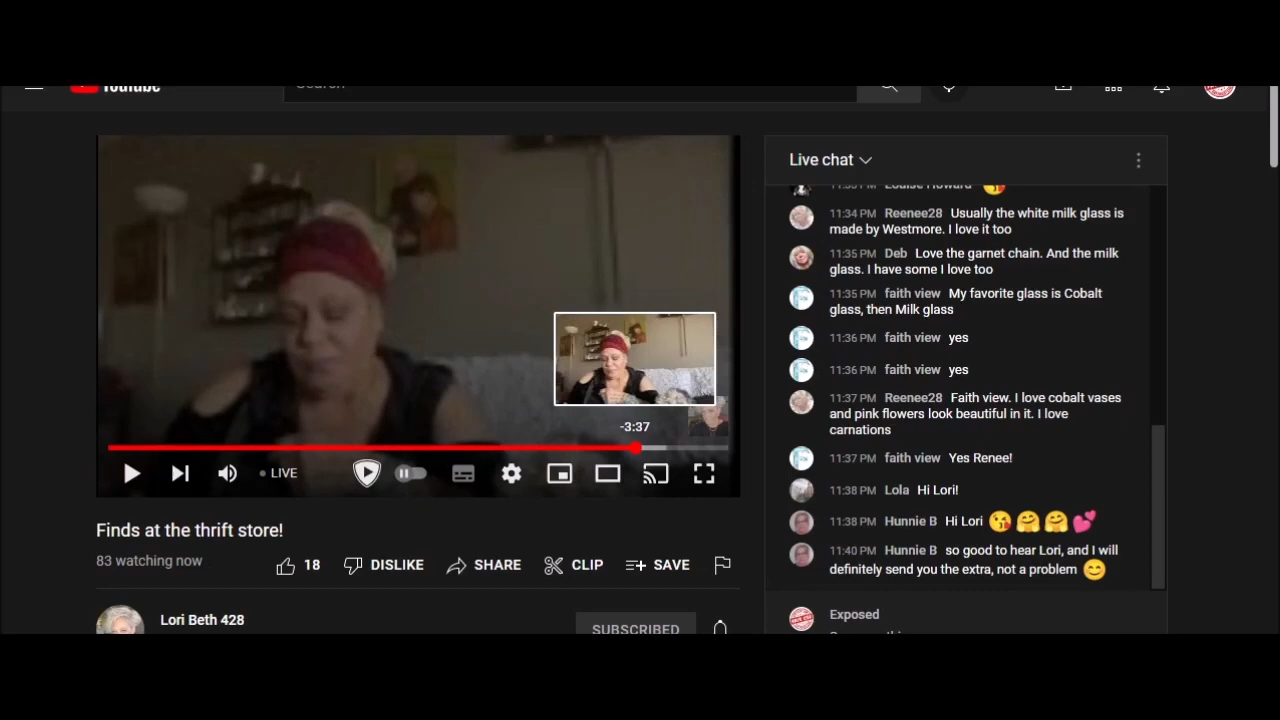 YouTube
Search
Live chat
11:33 PM Louise Howard
11:34 PM Reenee28 Usually the white milk glass is
made by Westmore. I love it too
11:35 PM Deb Love the garnet chain. And the milk
glass. I have some I love too
11:35 PM faith view My favorite glass is Cobalt
glass, then Milk glass
11:36 PM faith view yes
11:36 PM faith view yes
11:37 PM Reenee28 Faith view. I love cobalt vases
and pink flowers look beautiful in it. I love
carnations
11:37 PM faith view Yes Renee!
11:38 PM Lola Hi Lori!
11:38 PM Hunnie B Hi Lori 😘🤗🤗💕
11:40 PM Hunnie B so good to hear Lori, and I will
definitely send you the extra, not a problem 😊
Exposed
-3:37
LIVE
Finds at the thrift store!
83 watching now
18 DISLIKE SHARE CLIP SAVE
Lori Beth 428
SUBSCRIBED